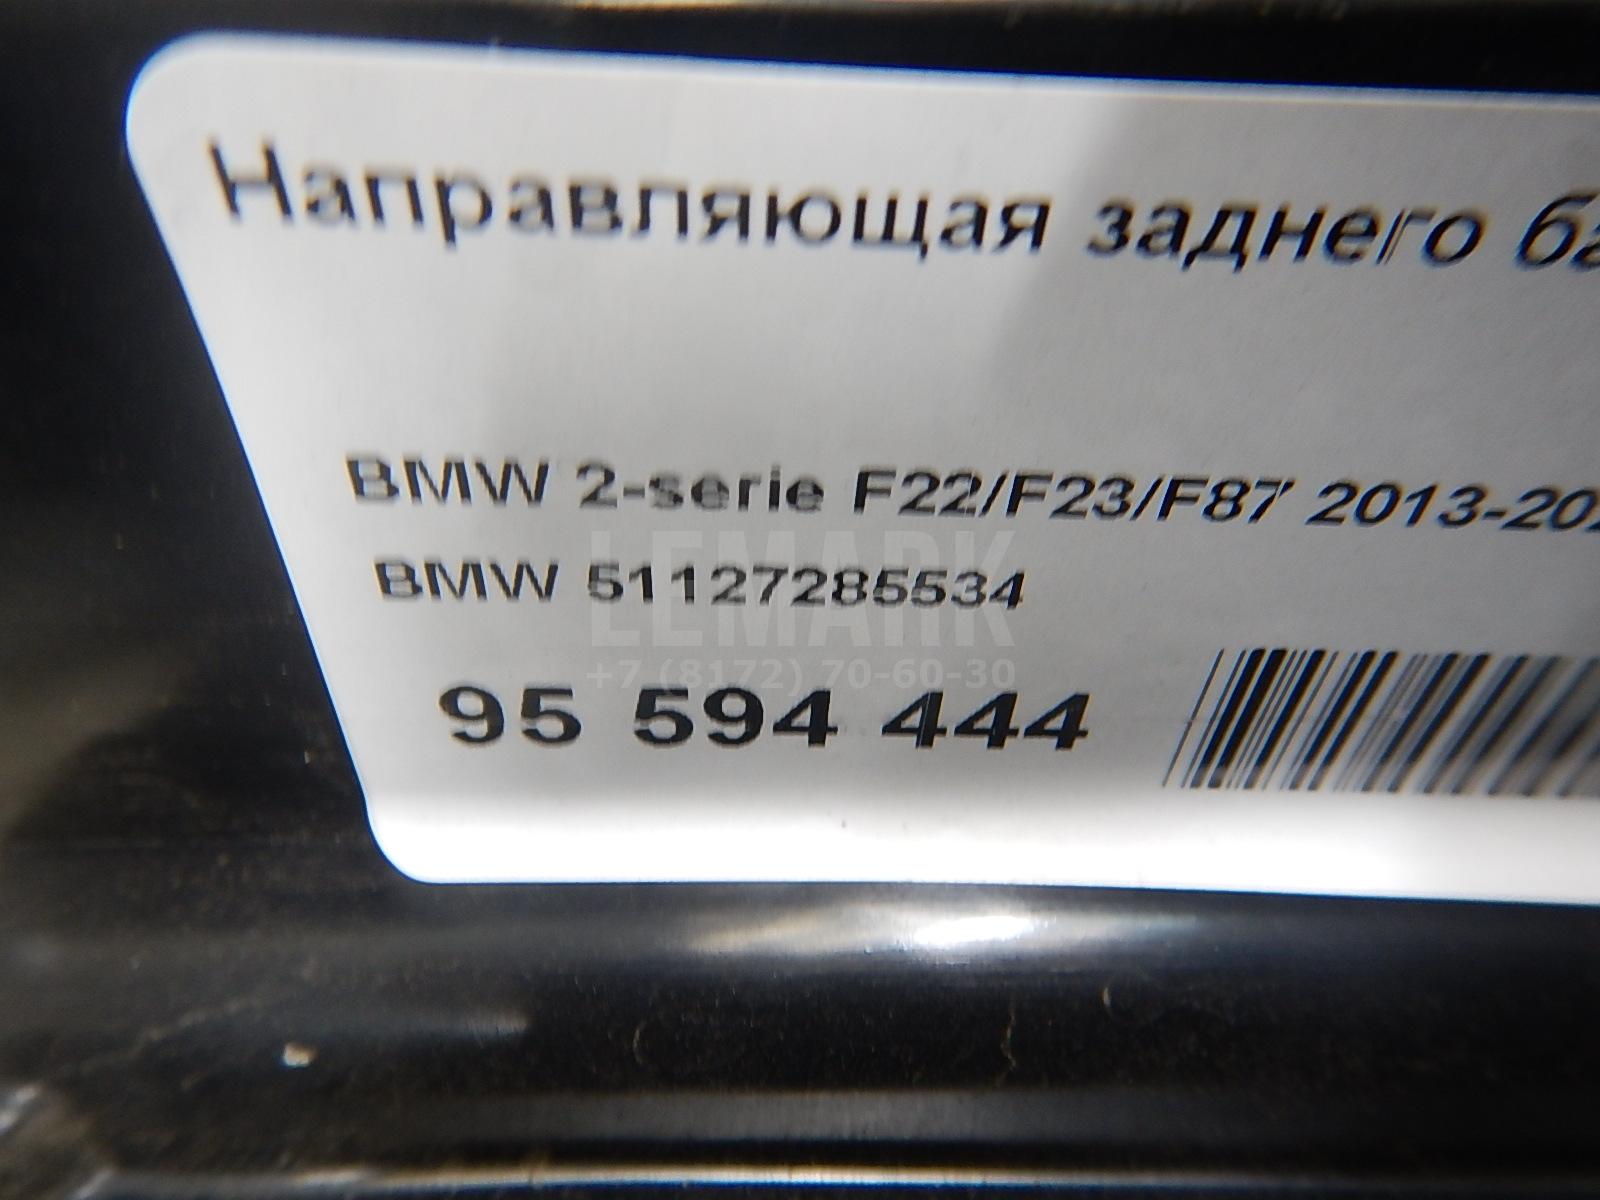 Направляющая заднего ба
BMW 2-serie F22/F23/F87 2013-202
BMW 51127285534
LEMARK
+7 (8172) 70-60-30
95 594 444